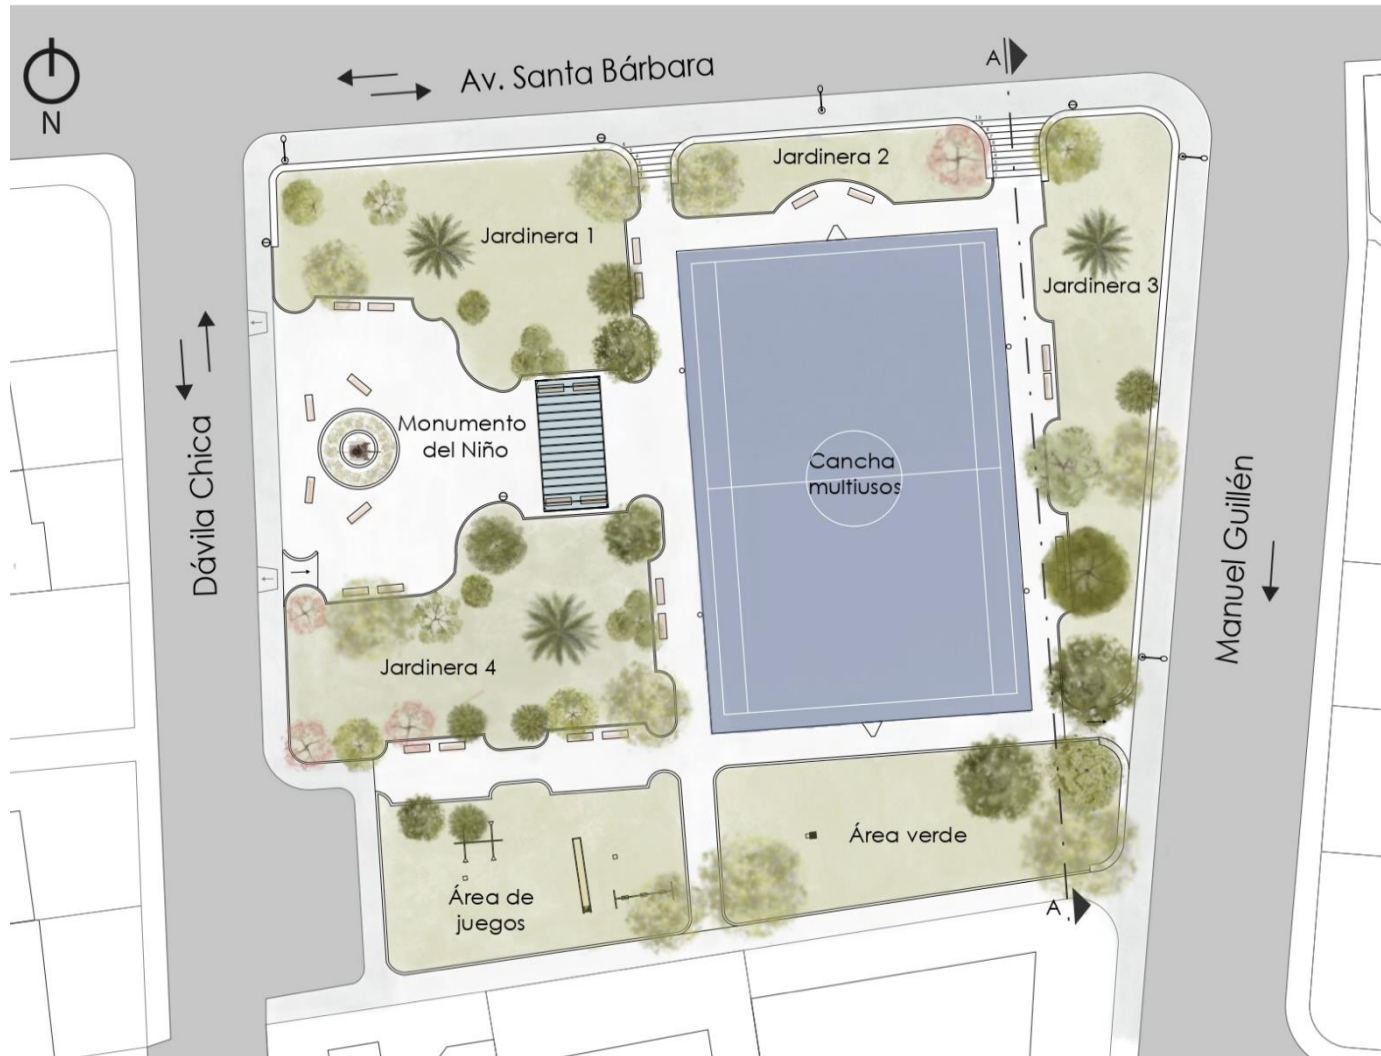 N
Av. Santa Bárbara
A
Jardinera 2
Jardinera 1
Jardinera 3
Monumento
del Niño
Cancha
multiusos
Dávila Chica
Manuel Guillén
Jardinera 4
Área verde
Área de
juegos
A